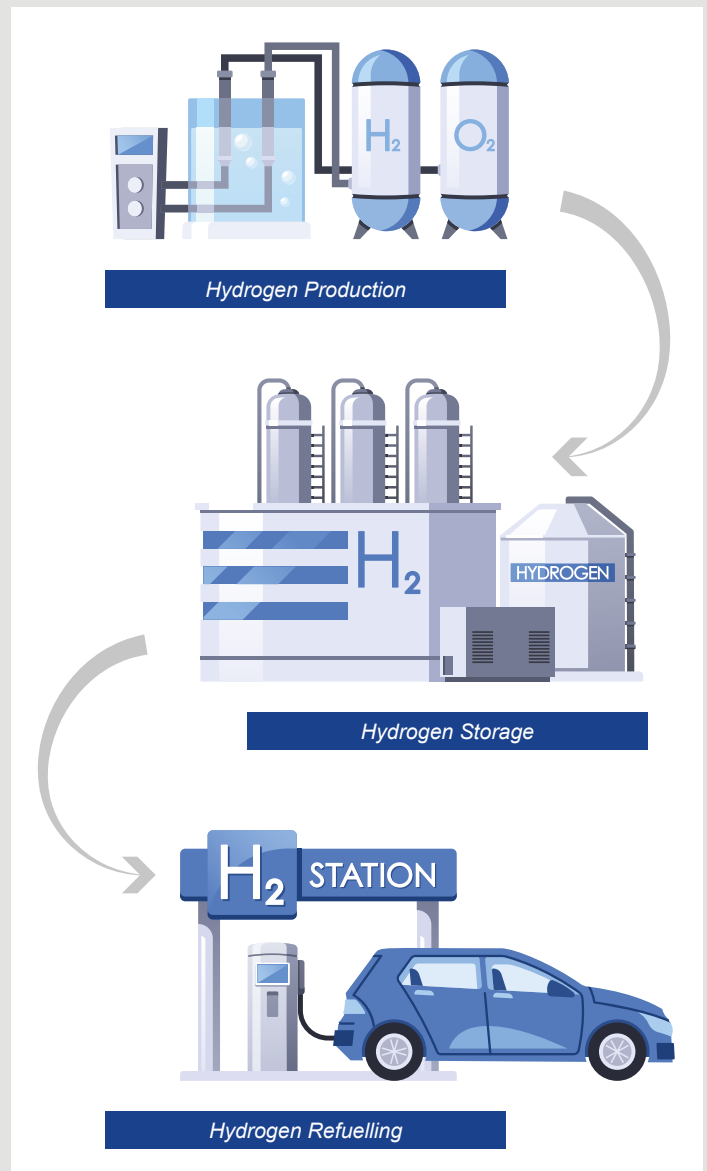 H₂
O₂
Hydrogen Production
H₂
HYDROGEN
Hydrogen Storage
H₂ STATION
Hydrogen Refuelling